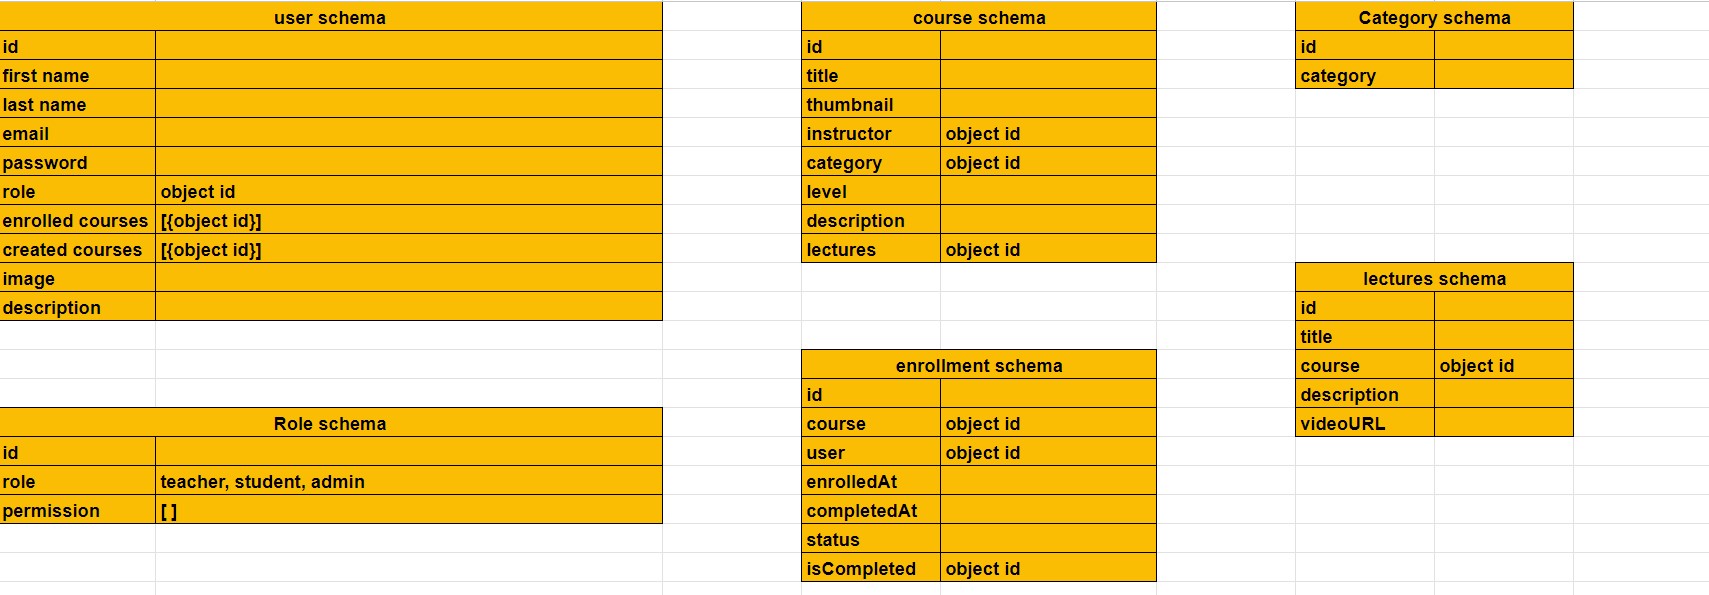 user schema
id
first name
last name
email
password
role object id
enrolled courses [{object id}]
created courses [{object id}]
image
description
Role schema
id
role teacher, student, admin
permission [ ]
course schema
id
title
thumbnail
instructor object id
category object id
level
description
lectures object id
enrollment schema
id
course object id
user object id
enrolledAt
completedAt
status
isCompleted object id
Category schema
id
category
lectures schema
id
title
course object id
description
videoURL